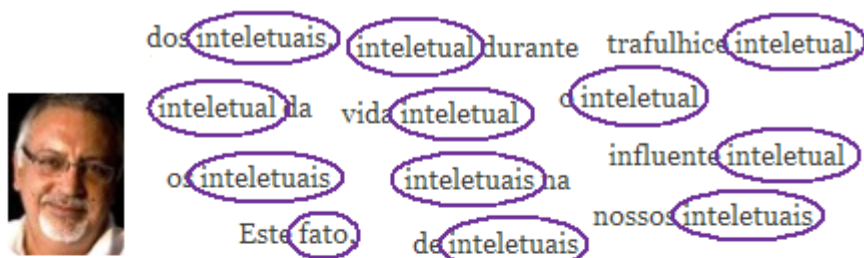 dos inteletuais,
inteletual durante
trafulhice inteletual,
inteletual da
vida inteletual
o inteletual
os inteletuais
inteletuais na
influente inteletual
Este fato,
de inteletuais
nossos inteletuais